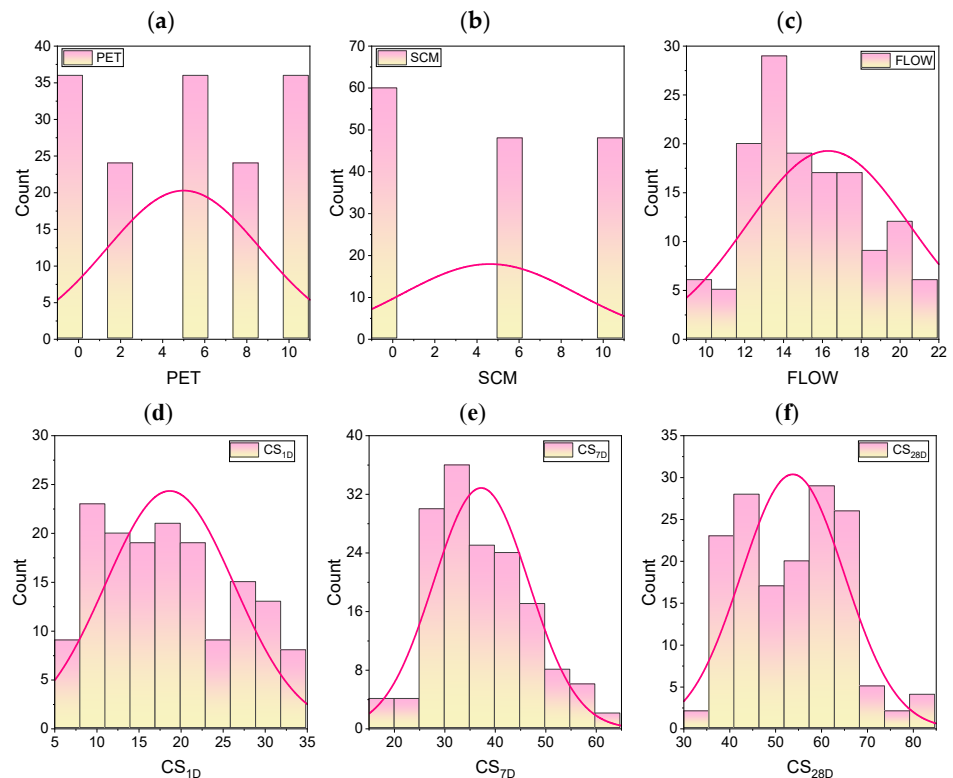 (a)
PET
Count
40
35
30
25
20
15
10
5
0
0 2 4 6 8 10
PET
(b)
SCM
Count
70
60
50
40
30
20
10
0
0 2 4 6 8 10
SCM
(c)
FLOW
Count
30
25
20
15
10
5
0
10 12 14 16 18 20 22
FLOW
(d)
CS1D
Count
30
25
20
15
10
5
0
5 10 15 20 25 30 35
CS1D
(e)
CS7D
Count
40
32
24
16
8
0
20 30 40 50 60
CS7D
(f)
CS28D
Count
35
30
25
20
15
10
5
0
30 40 50 60 70 80
CS28D